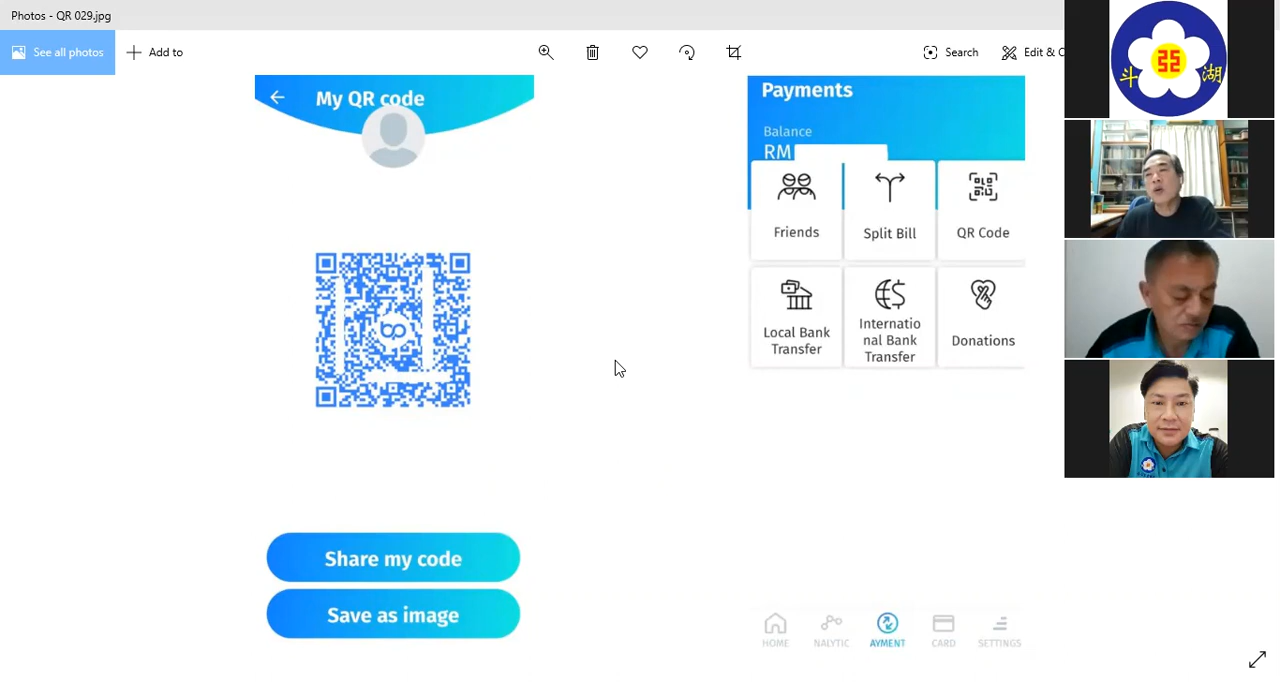 Photos - QR 029.jpg
See all photos
Add to
Search
Edit & C
My QR code
bp
Share my code
Save as image
Payments
Balance
RM
Friends
Split Bill
QR Code
Local Bank
Transfer
Internatio
nal Bank
Transfer
Donations
HOME
NALYTIC
AYMENT
CARD
SETTINGS
斗
湖